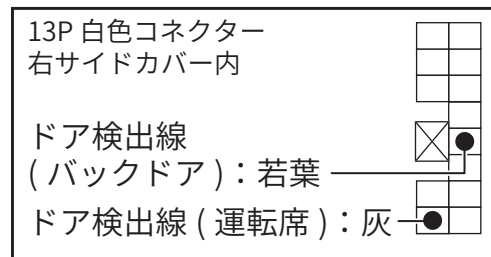 13P 白色コネクター
右サイドカバー内
ドア検出線
( バックドア )：若葉
ドア検出線 ( 運転席 )：灰